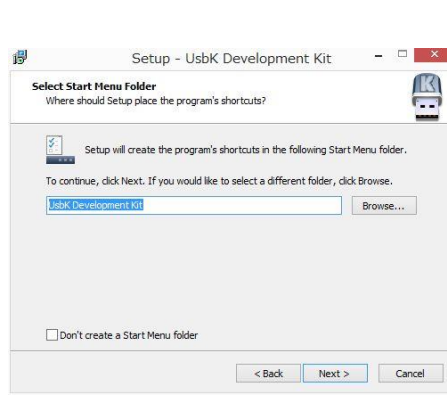 Setup - UsbK Development Kit
Select Start Menu Folder
Where should Setup place the program's shortcuts?
Setup will create the program's shortcuts in the following Start Menu folder.
To continue, click Next. If you would like to select a different folder, click Browse.
UsbK Development Kit
Browse...
Don't create a Start Menu folder
< Back
Next >
Cancel